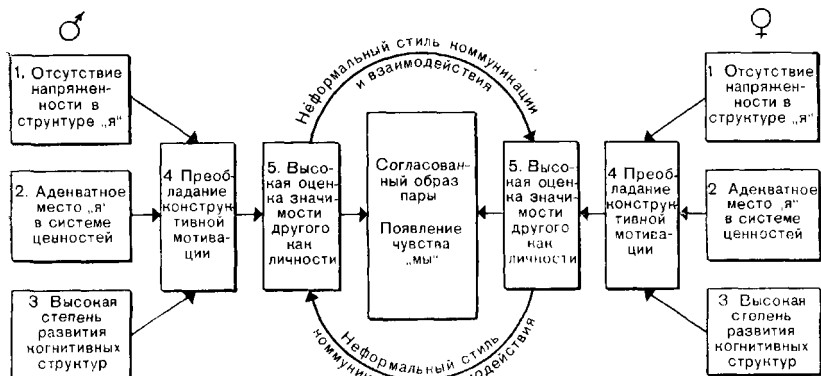 ♂
♀
1. Отсутствие
напряжен-
ности в
структуре „я“
2. Аденватное
место „я“
в системе
ценностей
3 Высокая
степень
развития
когнитивных
структур
4 Преоб-
ладание
конструк-
тивной
мотива-
ции
5. Высо-
кая оцен-
ка значи-
мости
другого
как
личности
Неформальный стиль коммуникации
и взаимодействия
Согласован-
ный образ
пары
Появление
чувства
„мы“
Неформальный стиль
5. Высо-
кая оцен-
ка значи-
мости
другого
как
личности
4 Преоб-
ладание
конструк-
тивной
мотива-
ции
1 Отсутствие
напряжен-
ности в
структуре „я“
2 Адекватное
место „я“
в системе
ценностей
3 Высокая
степень
развития
когнитивных
структур